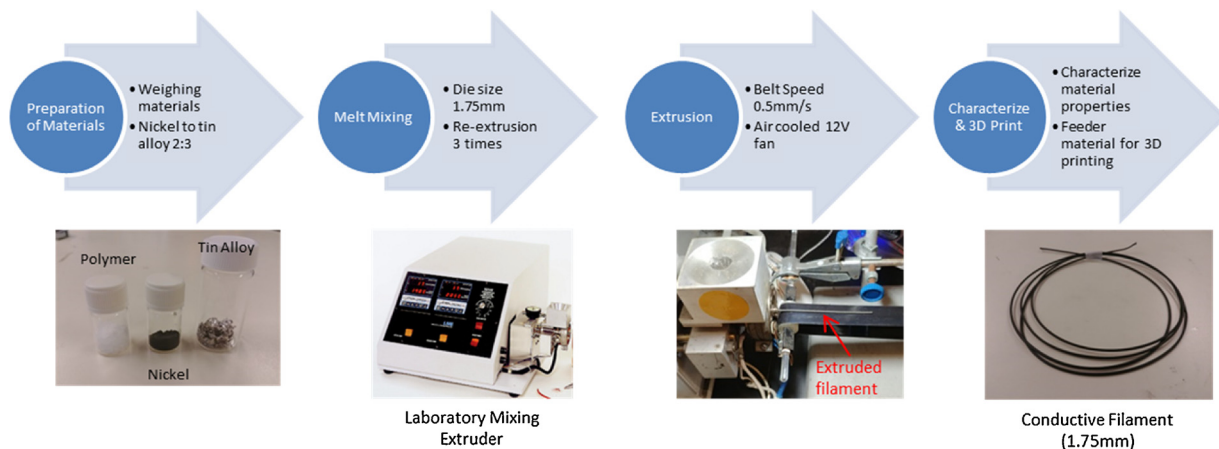 Preparation
of Materials
• Weighing
materials
• Nickel to tin
alloy 2:3
Melt Mixing
• Die size
1.75mm
• Re-extrusion
3 times
Extrusion
• Belt Speed
0.5mm/s
• Air cooled 12V
fan
Characterize
& 3D Print
• Characterize
material
properties
• Feeder
material for 3D
printing
Polymer
Tin Alloy
Nickel
Laboratory Mixing
Extruder
Extruded
filament
Conductive Filament
(1.75mm)